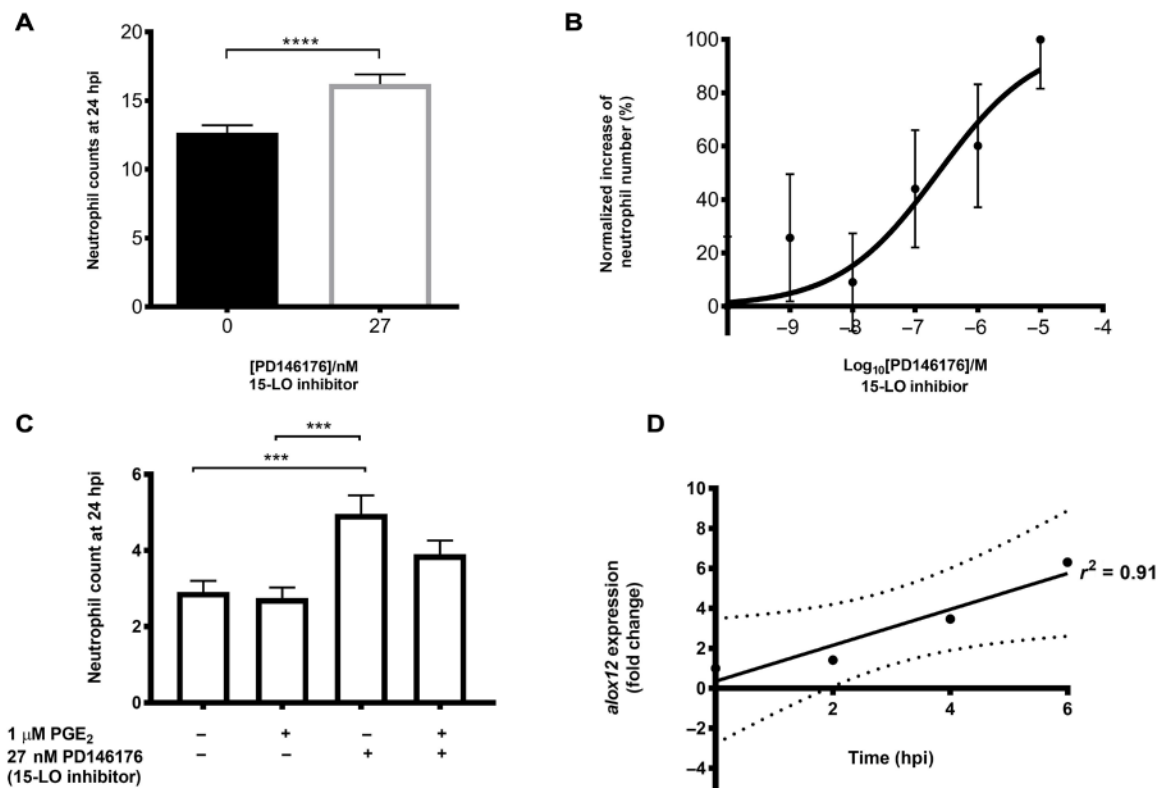 A
Neutrophil counts at 24 hpi
20
15
10
5
0
****
0
27
[PD146176]/nM
15-LO inhibitor
B
Normalized increase of
neutrophil number (%)
100
80
60
40
20
0
–9
–8
–7
–6
–5
-4
Log₁₀[PD146176]/M
15-LO inhibior
C
Neutrophil count at 24 hpi
6
4
2
0
***
***
1 μM PGE₂ – + – +
27 nM PD146176 – – + +
(15-LO inhibitor)
D
alox12 expression
(fold change)
10
8
6
4
2
0
–2
–4
2
4
6
r² = 0.91
Time (hpi)